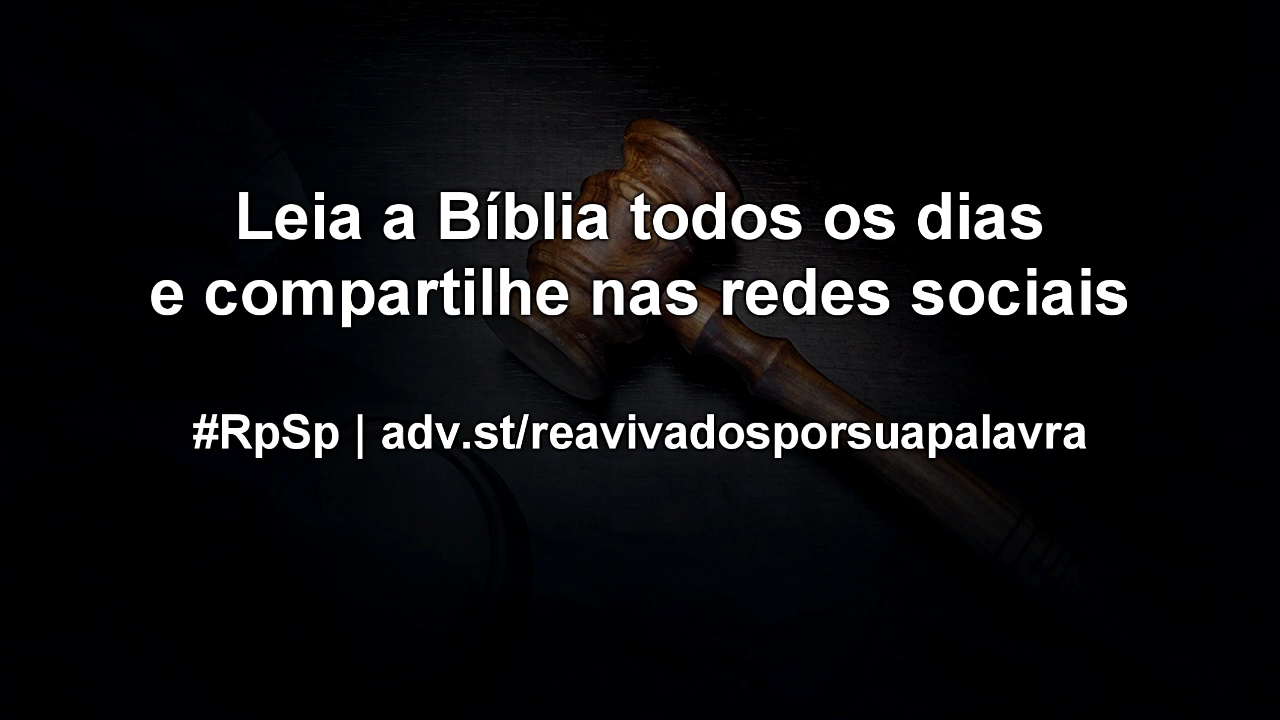 Leia a Bíblia todos os dias
e compartilhe nas redes sociais
#RpSp | adv.st/reavivadosporsuapalavra